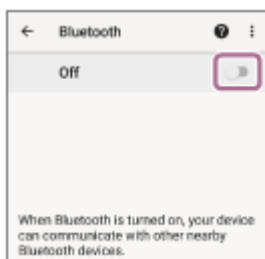 Bluetooth
Off
When Bluetooth is turned on, your device
can communicate with other nearby
Bluetooth devices.